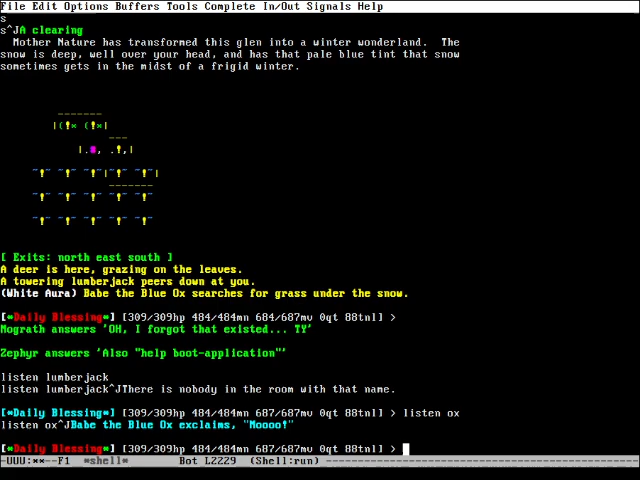 File Edit Options Buffers Tools Complete In/Out Signals Help
s
s^JA clearing
Mother Nature has transformed this glen into a winter wonderland. The
snow is deep, well over your head, and has that pale blue tint that snow
sometimes gets in the midst of a frigid winter.
[ Exits: north east south ]
A deer is here, grazing on the leaves.
A towering lumberjack peers down at you.
(White Aura) Babe the Blue Ox searches for grass under the snow.
[*Daily Blessing*] [309/309hp 484/484mn 684/687mv 0qt 88tnl] >
Mograth answers 'OH, I forgot that existed... TY'
Zephyr answers 'Also "help boot-application"'
listen lumberjack
listen lumberjack^JThere is nobody in the room with that name.
[*Daily Blessing*] [309/309hp 484/484mn 687/687mv 0qt 88tnl] > listen ox
listen ox^JBabe the Blue Ox exclaims, "Moooo!"
[*Daily Blessing*] [309/309hp 484/484mn 687/687mv 0qt 88tnl] >
-UUU:**--F1 *shell* Bot L2229 (Shell:run)